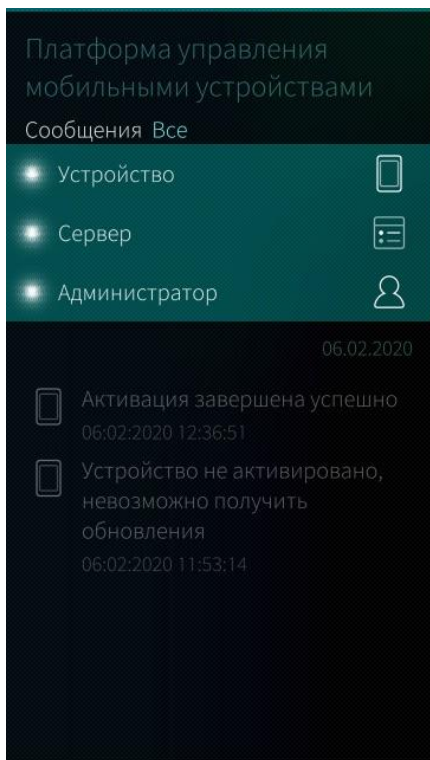 Платформа управления
мобильными устройствами
Сообщения Все
Устройство
Сервер
Администратор
06.02.2020
Активация завершена успешно
06:02:2020 12:36:51
Устройство не активировано,
невозможно получить
обновления
06:02:2020 11:53:14